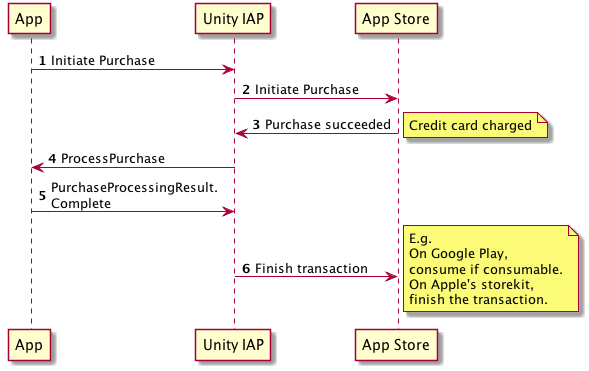 App
Unity IAP
App Store
1 Initiate Purchase
2 Initiate Purchase
3 Purchase succeeded
Credit card charged
4 ProcessPurchase
5 PurchaseProcessingResult.
Complete
E.g.
On Google Play,
consume if consumable.
On Apple's storekit,
finish the transaction.
6 Finish transaction
App
Unity IAP
App Store